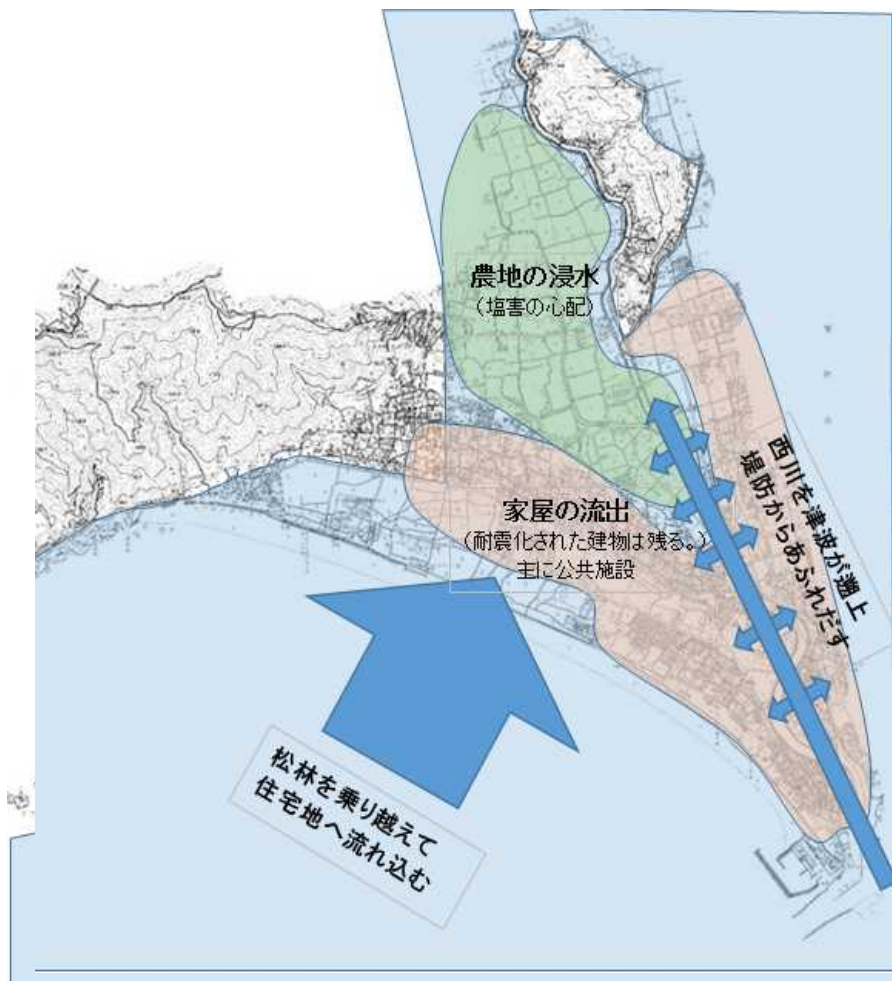 農地の浸水
（塩害の心配）
西川を津波が遡上
堤防からあふれだす
家屋の流出
（耐震化された建物は残る。）
主に公共施設
松林を乗り越えて
住宅地へ流れ込む